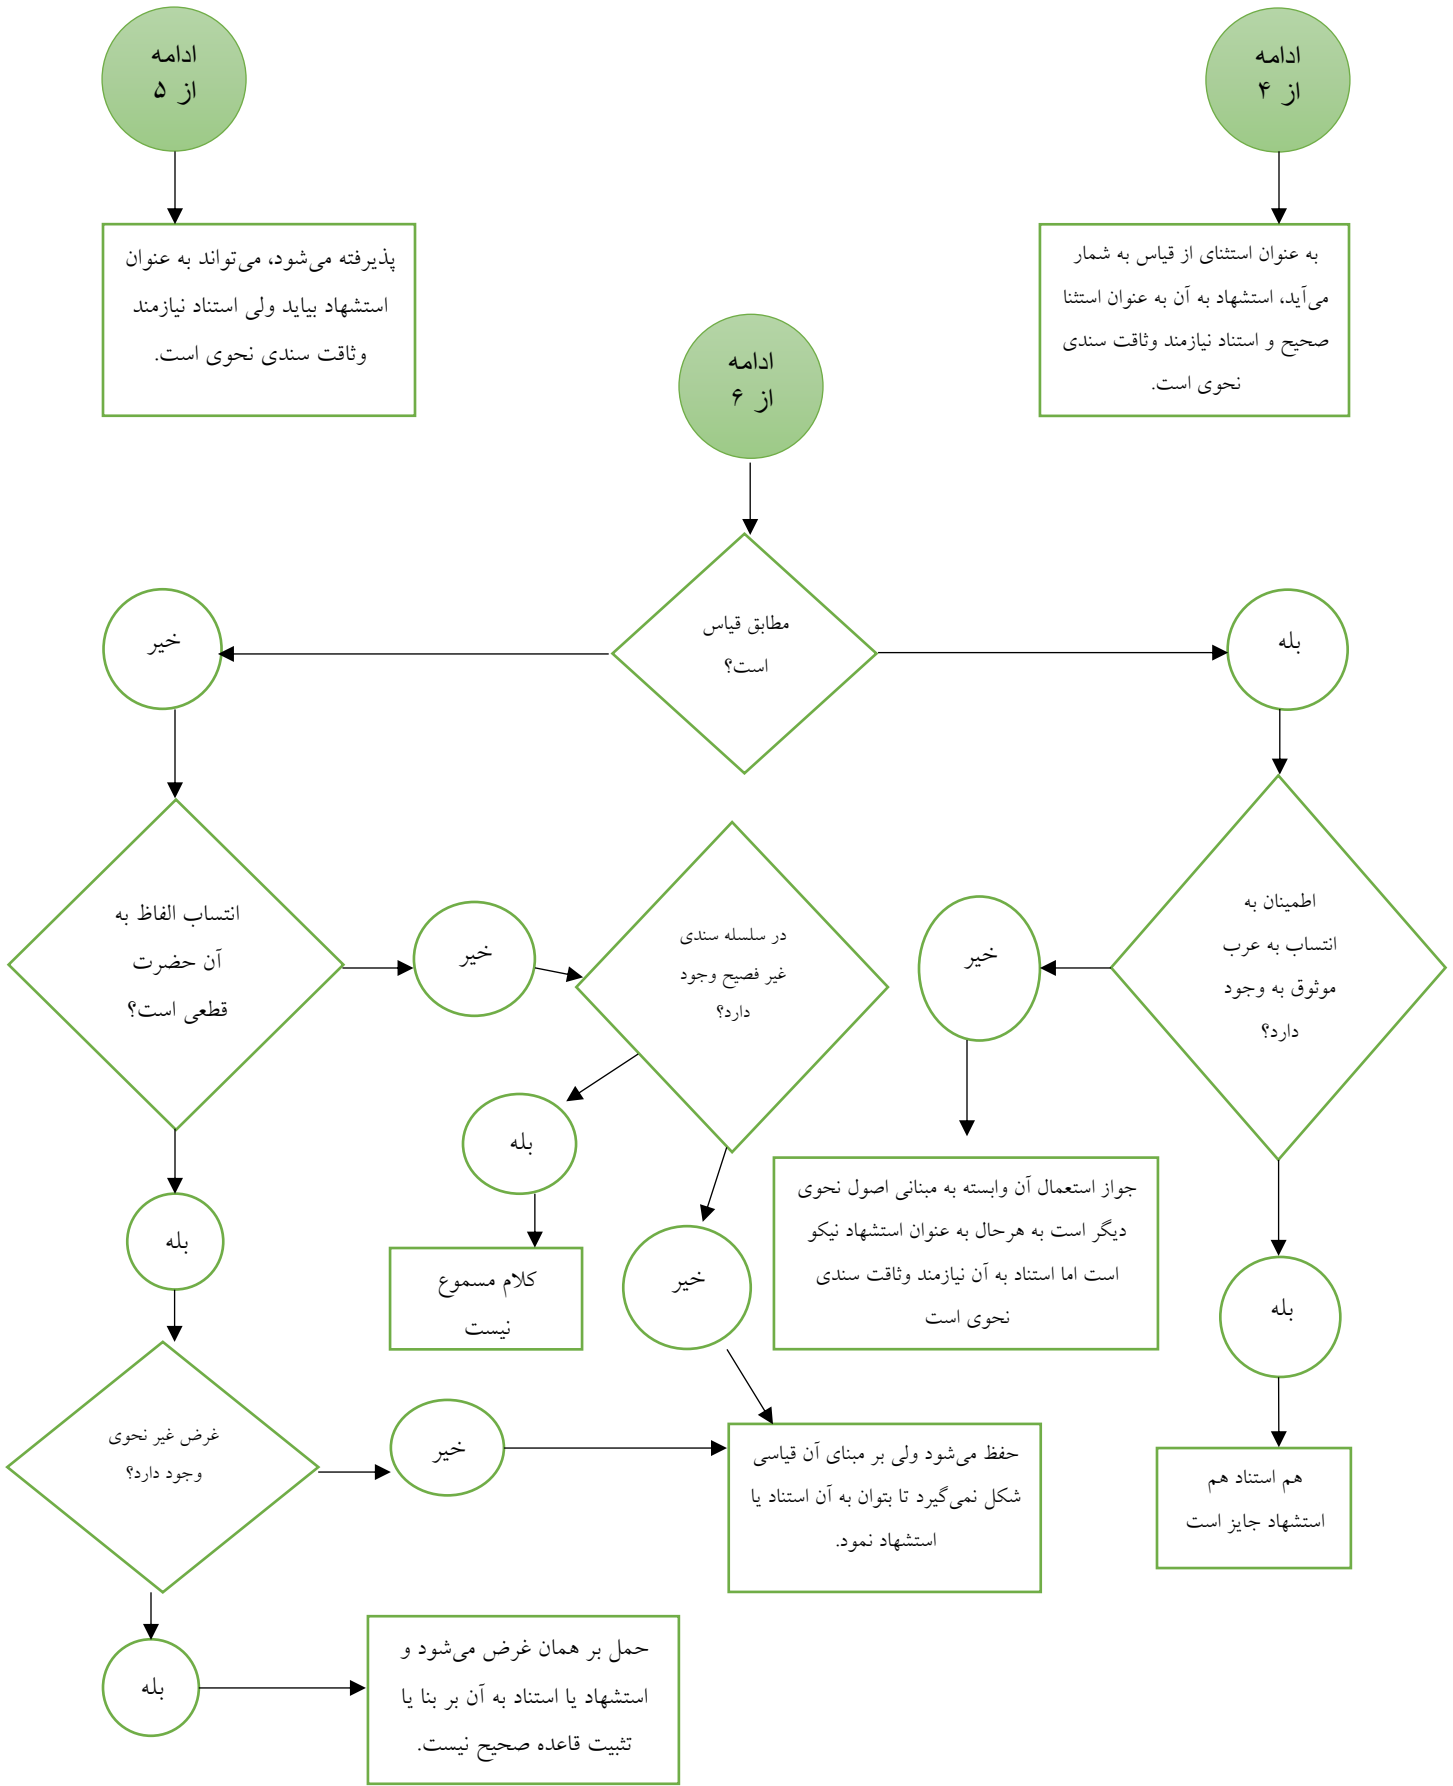 ادامه
از ۴
به عنوان استثنای از قیاس به شمار
می‌آید، استشهاد به آن به عنوان استثنا
صحیح و استناد نیازمند وثاقت سندی
نحوی است.
ادامه
از ۵
پذیرفته می‌شود، می‌تواند به عنوان
استشهاد بیاید ولی استناد نیازمند
وثاقت سندی نحوی است.
ادامه
از ۶
مطابق قیاس
است؟
بله
خیر
اطمینان به
انتساب به عرب
موثوق به وجود
دارد؟
خیر
جواز استعمال آن وابسته به مبنانی اصول نحوی
دیگر است به هرحال به عنوان استشهاد نیکو
است اما استناد به آن نیازمند وثاقت سندی
نحوی است
بله
هم استناد هم
استشهاد جایز است
انتساب الفاظ به
آن حضرت
قطعی است؟
خیر
در سلسله سندی
غیر فصیح وجود
دارد؟
بله
کلام مسموع
نیست
خیر
حفظ می‌شود ولی بر مبنای آن قیاسی
شکل نمی‌گیرد تا بتوان به آن استناد یا
استشهاد نمود.
بله
غرض غیر نحوی
وجود دارد؟
خیر
بله
حمل بر همان غرض می‌شود و
استشهاد یا استناد به آن بر بنا یا
تثبیت قاعده صحیح نیست.